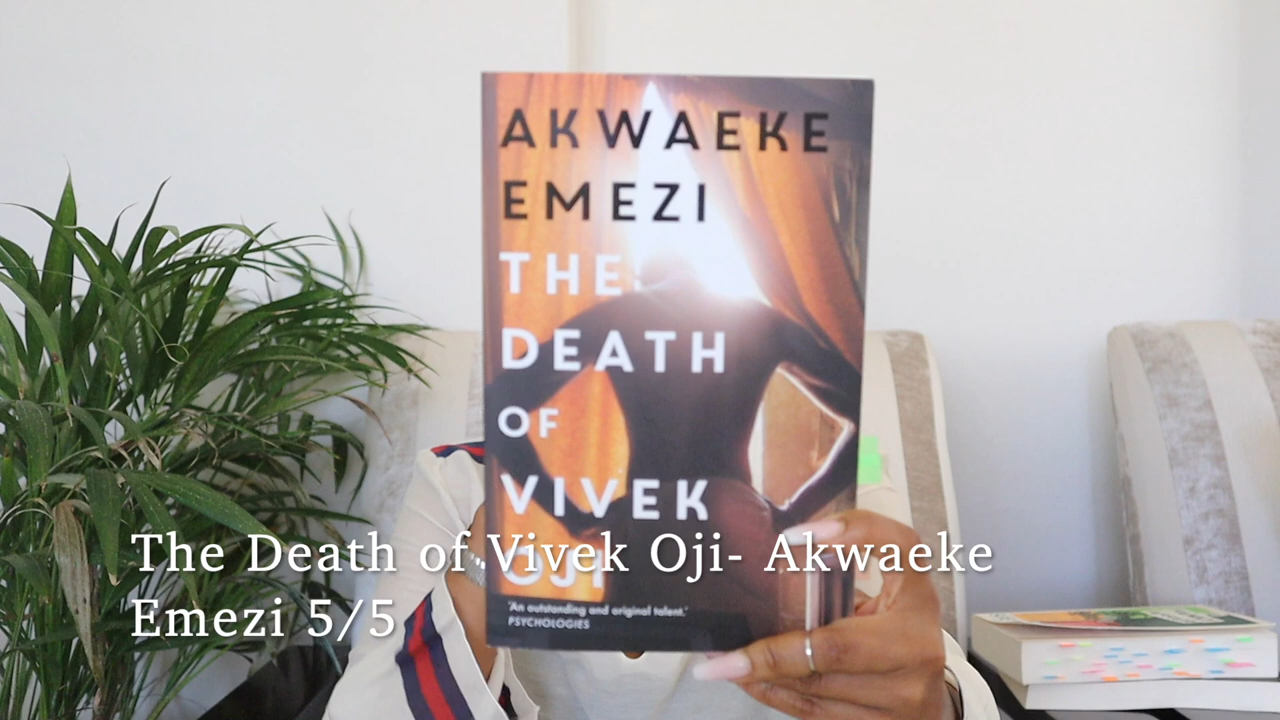 AKWAEKE
EMEZI
THE
DEATH
OF
VIVEK
OJI
'An outstanding and original talent.'
PSYCHOLOGIES
The Death of Vivek Oji- Akwaeke
Emezi 5/5